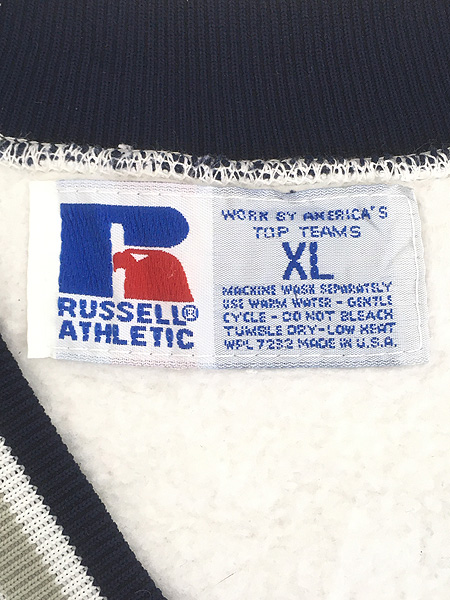 RUSSELL®
ATHLETIC
WORN BY AMERICA'S
TOP TEAMS
XL
MACHINE WASH SEPARATELY
USE WARM WATER - GENTLE
CYCLE - DO NOT BLEACH
TUMBLE DRY - LOW HEAT
WPL 7232 MADE IN U.S.A.